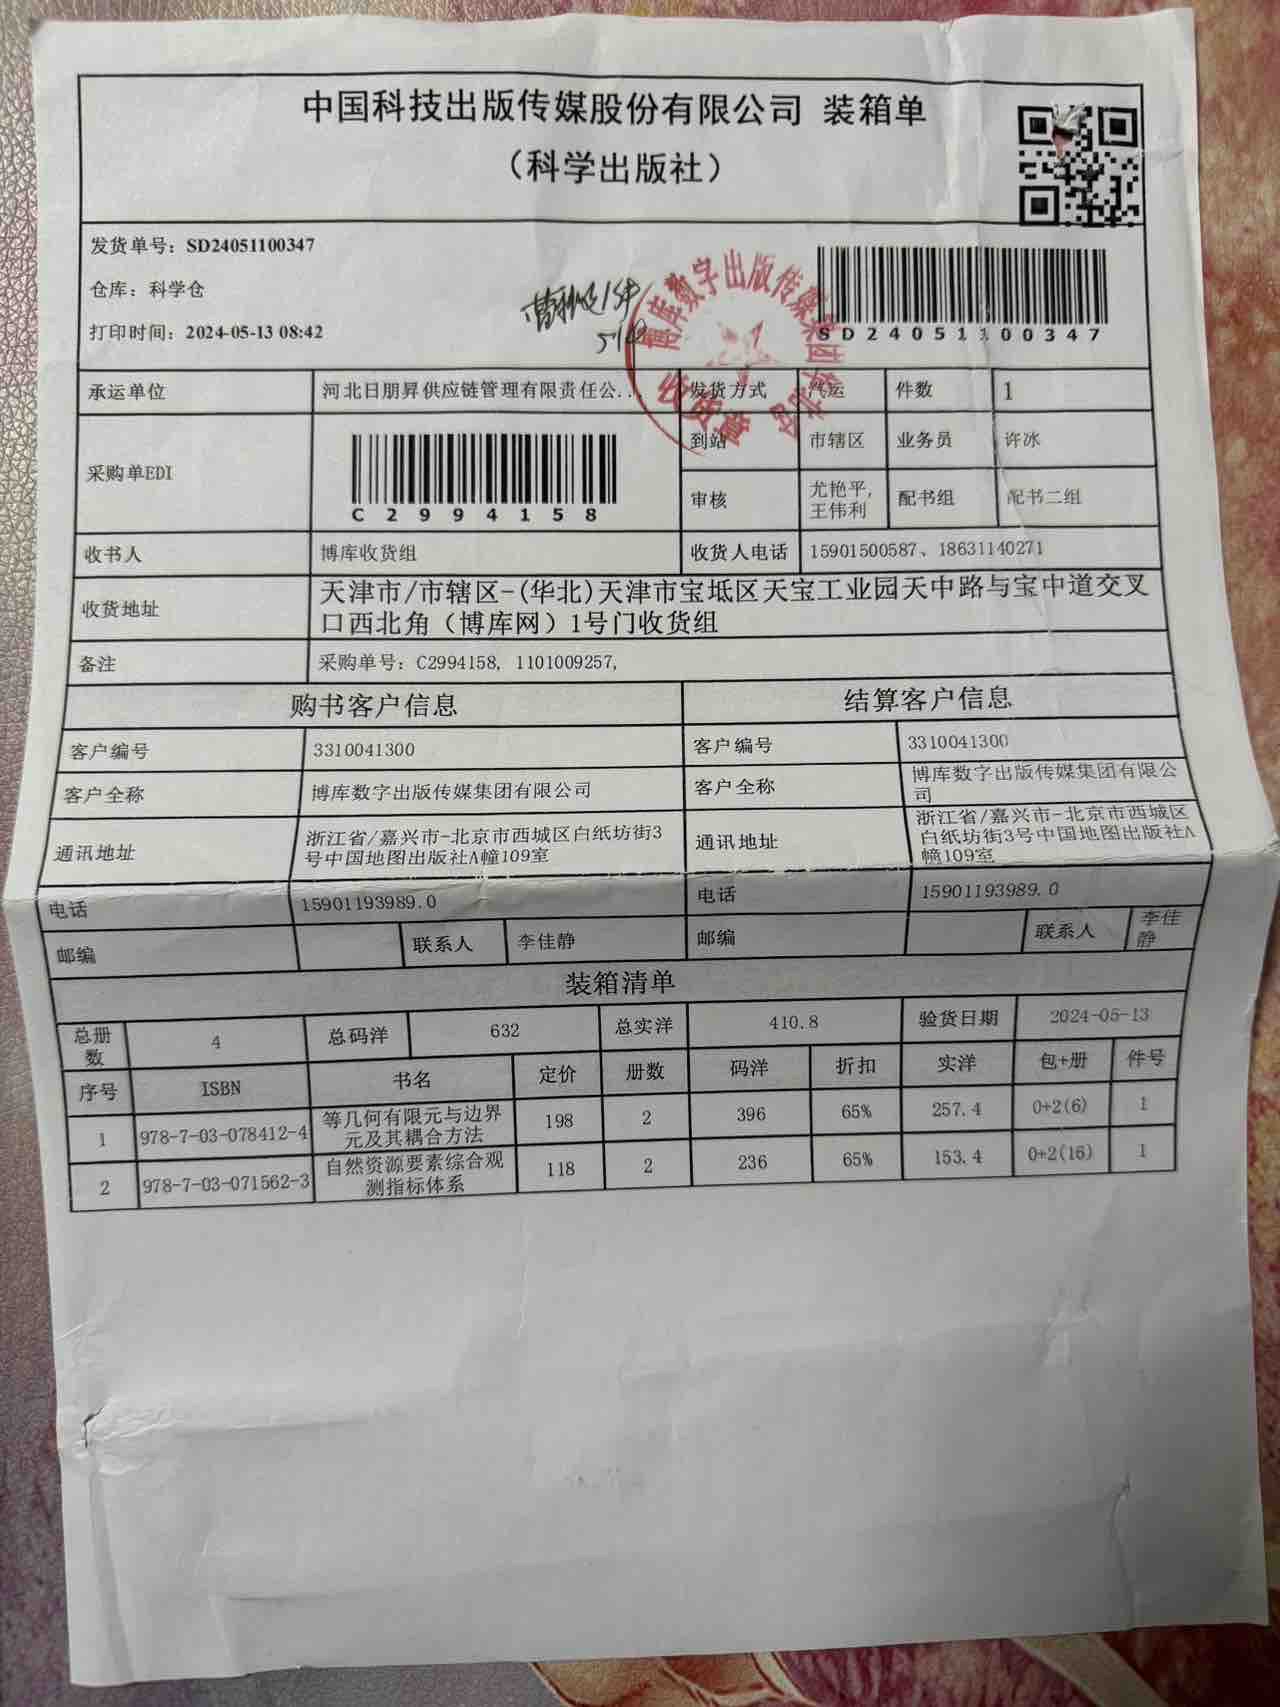 中国科技出版传媒股份有限公司 装箱单
（科学出版社）
发货单号：SD24051100347
仓库：科学仓
打印时间：2024-05-13 08:42
SD24051100347
博库数字出版传媒集团
收货章
承运单位 河北日朋昇供应链管理有限责任公... 发货方式 汽运 件数 1
采购单EDI C2994158 到站 市辖区 业务员 许冰
审核 尤艳平, 王伟利 配书组 配书二组
收书人 博库收货组 收货人电话 15901500587、18631140271
收货地址 天津市/市辖区-(华北)天津市宝坻区天宝工业园天中路与宝中道交叉
口西北角（博库网）1号门收货组
备注 采购单号：C2994158, 1101009257,
购书客户信息 结算客户信息
客户编号 3310041300 客户编号 3310041300
客户全称 博库数字出版传媒集团有限公司 客户全称 博库数字出版传媒集团有限公司
通讯地址 浙江省/嘉兴市-北京市西城区白纸坊街3号中国地图出版社A幢109室 通讯地址 浙江省/嘉兴市-北京市西城区白纸坊街3号中国地图出版社A幢109室
电话 15901193989.0 电话 15901193989.0
邮编 联系人 李佳静 邮编 联系人 李佳静
装箱清单
总册数 4 总码洋 632 总实洋 410.8 验货日期 2024-05-13
序号 ISBN 书名 定价 册数 码洋 折扣 实洋 包+册 件号
1 978-7-03-078412-4 等几何有限元与边界元及其耦合方法 198 2 396 65% 257.4 0+2(6) 1
2 978-7-03-071562-3 自然资源要素综合观测指标体系 118 2 236 65% 153.4 0+2(16) 1